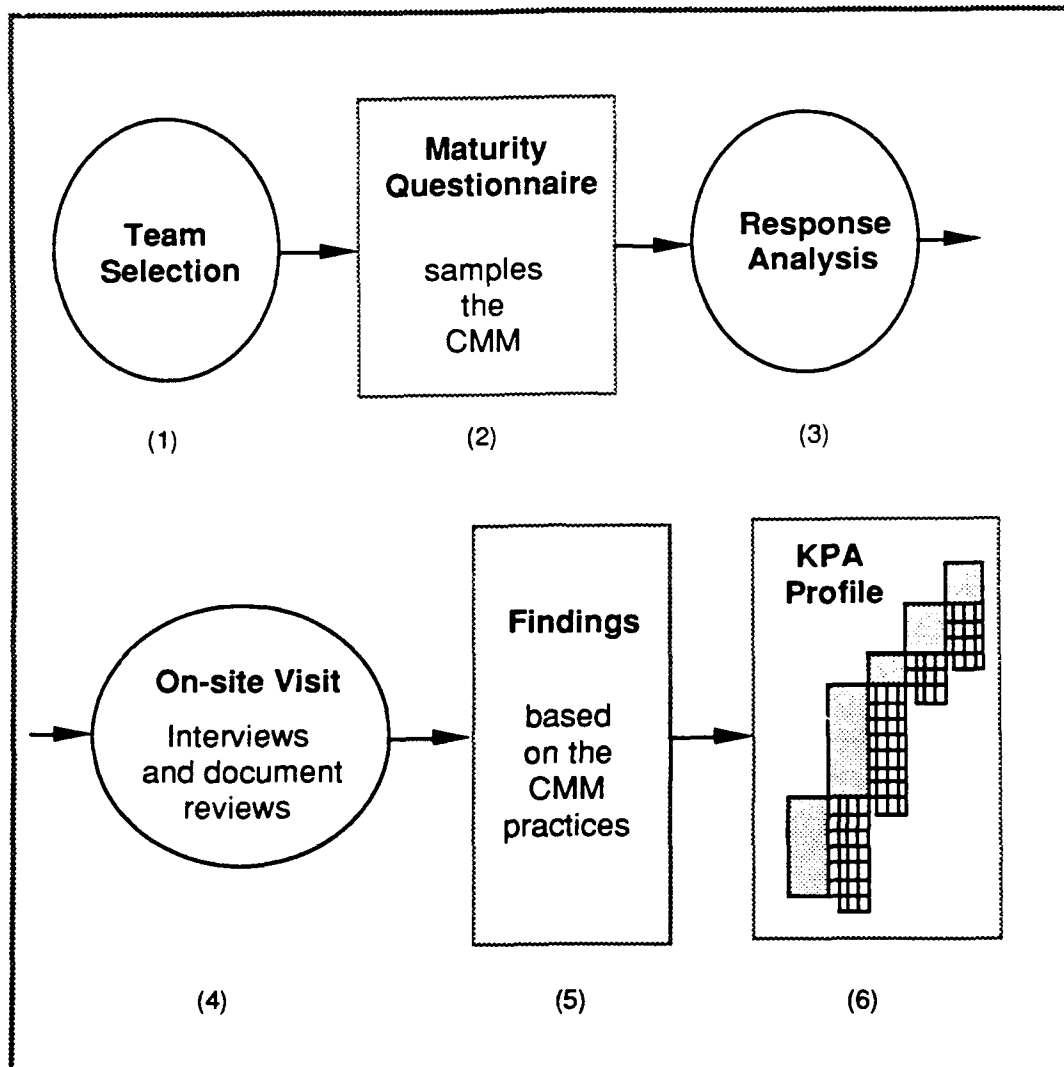 Team
Selection
(1)
Maturity
Questionnaire
samples
the
CMM
(2)
Response
Analysis
(3)
On-site Visit
Interviews
and document
reviews
(4)
Findings
based
on the
CMM
practices
(5)
KPA
Profile
(6)